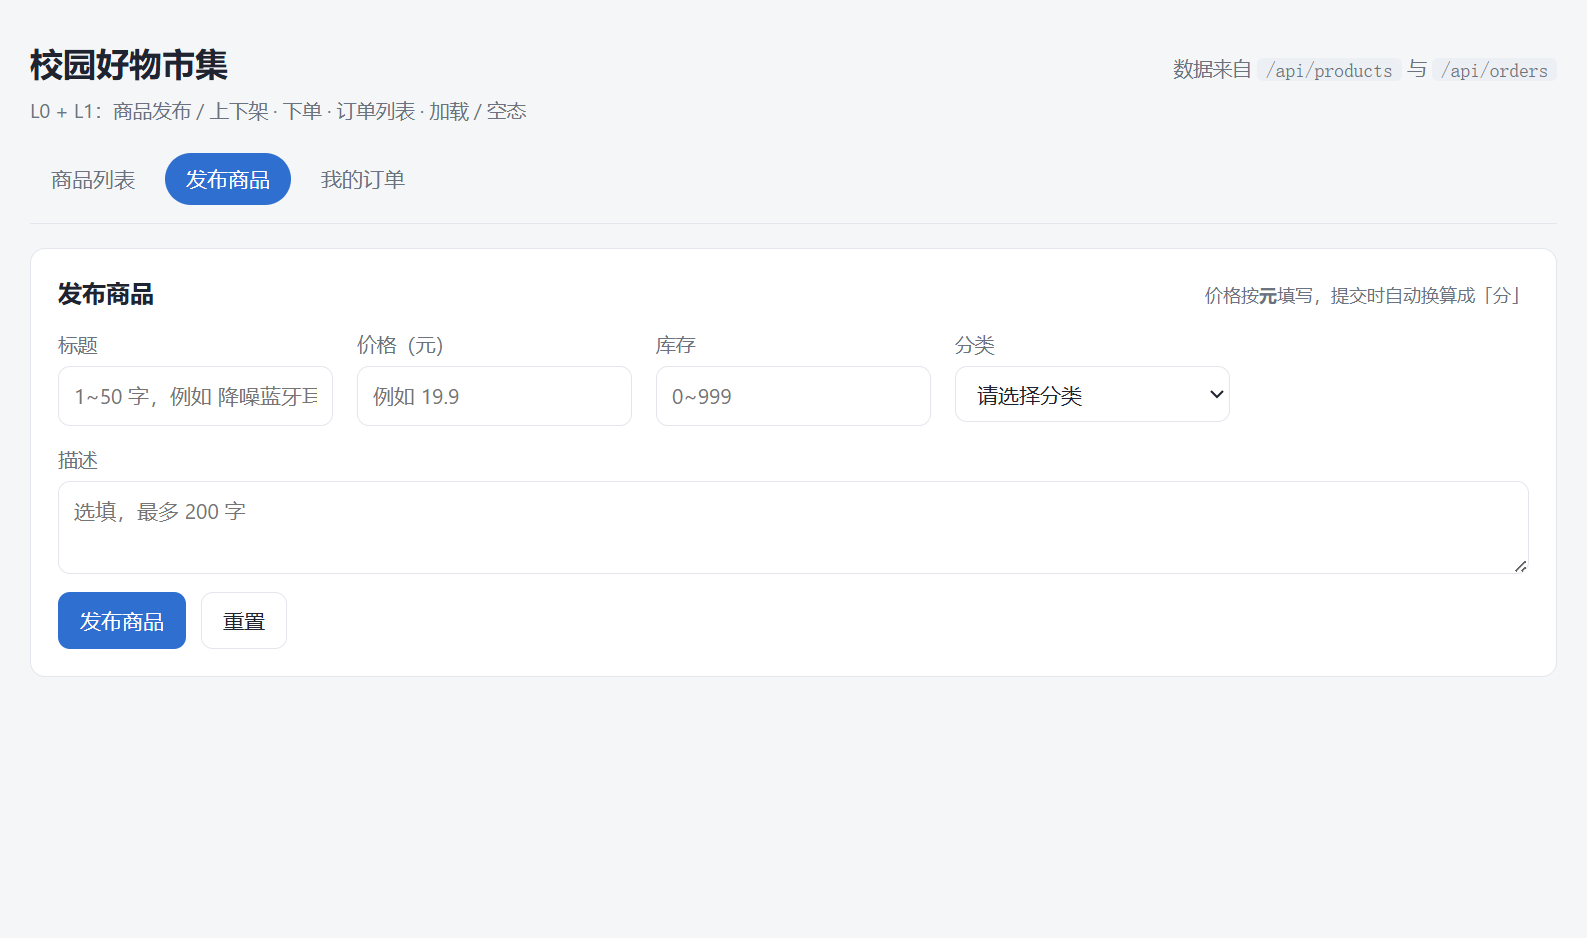 校园好物市集
数据来自 /api/products 与 /api/orders
L0 + L1：商品发布 / 上下架 · 下单 · 订单列表 · 加载 / 空态
商品列表 发布商品 我的订单
发布商品
价格按元填写，提交时自动换算成「分」
标题 价格（元） 库存 分类
1~50 字，例如 降噪蓝牙耳 例如 19.9 0~999 请选择分类
描述
选填，最多 200 字
发布商品 重置